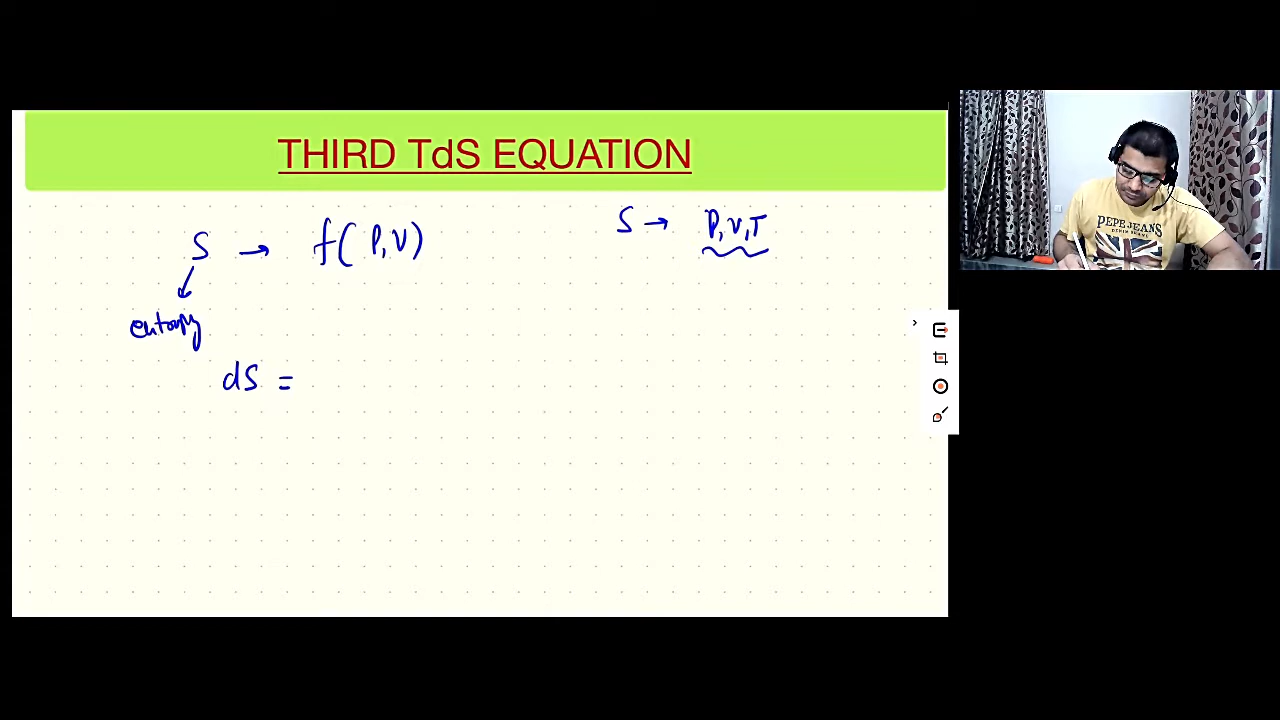 THIRD TdS EQUATION
S → f(P,V)
S → P,V,T
entropy
dS =
PEPE JEANS